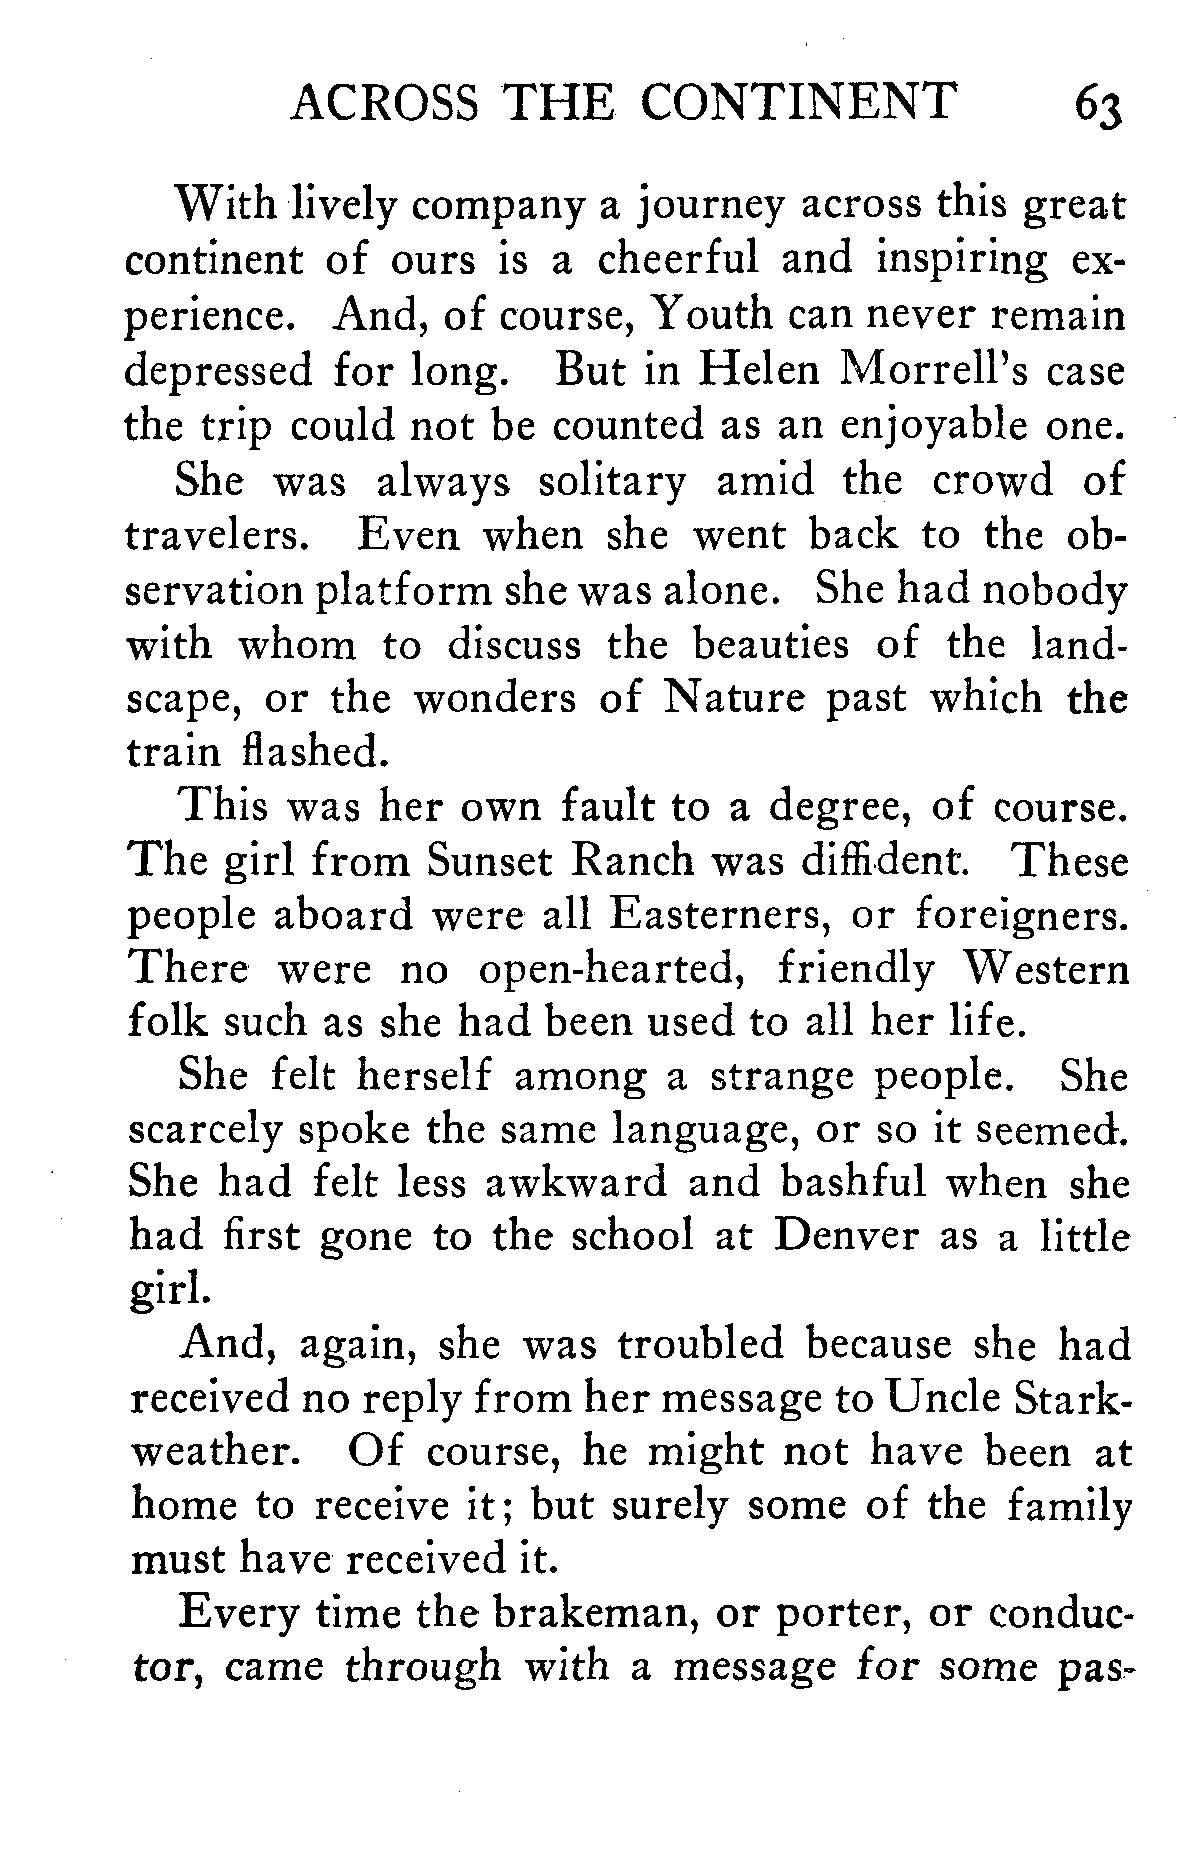 ACROSS THE CONTINENT 63
With lively company a journey across this great
continent of ours is a cheerful and inspiring ex-
perience. And, of course, Youth can never remain
depressed for long. But in Helen Morrell's case
the trip could not be counted as an enjoyable one.
She was always solitary amid the crowd of
travelers. Even when she went back to the ob-
servation platform she was alone. She had nobody
with whom to discuss the beauties of the land-
scape, or the wonders of Nature past which the
train flashed.
This was her own fault to a degree, of course.
The girl from Sunset Ranch was diffident. These
people aboard were all Easterners, or foreigners.
There were no open-hearted, friendly Western
folk such as she had been used to all her life.
She felt herself among a strange people. She
scarcely spoke the same language, or so it seemed.
She had felt less awkward and bashful when she
had first gone to the school at Denver as a little
girl.
And, again, she was troubled because she had
received no reply from her message to Uncle Stark-
weather. Of course, he might not have been at
home to receive it; but surely some of the family
must have received it.
Every time the brakeman, or porter, or conduc-
tor, came through with a message for some pas-